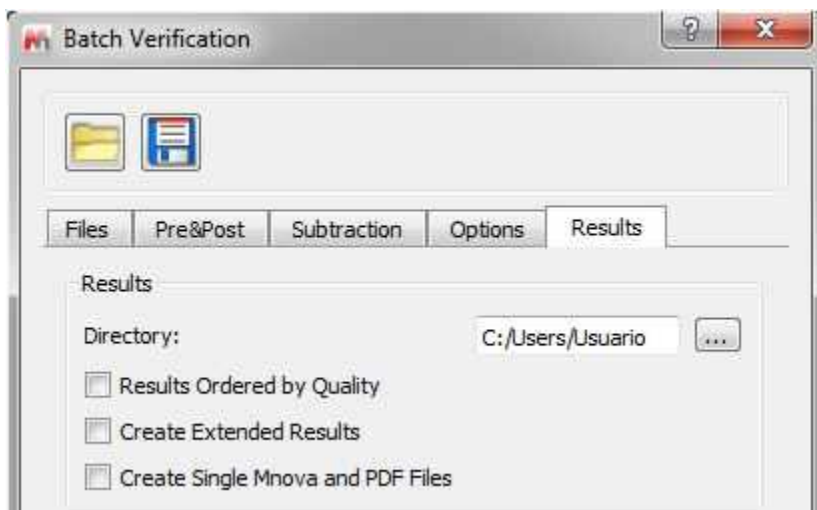 Batch Verification
Files Pre&Post Subtraction Options Results
Results
Directory: C:/Users/Usuario ...
Results Ordered by Quality
Create Extended Results
Create Single Mnova and PDF Files